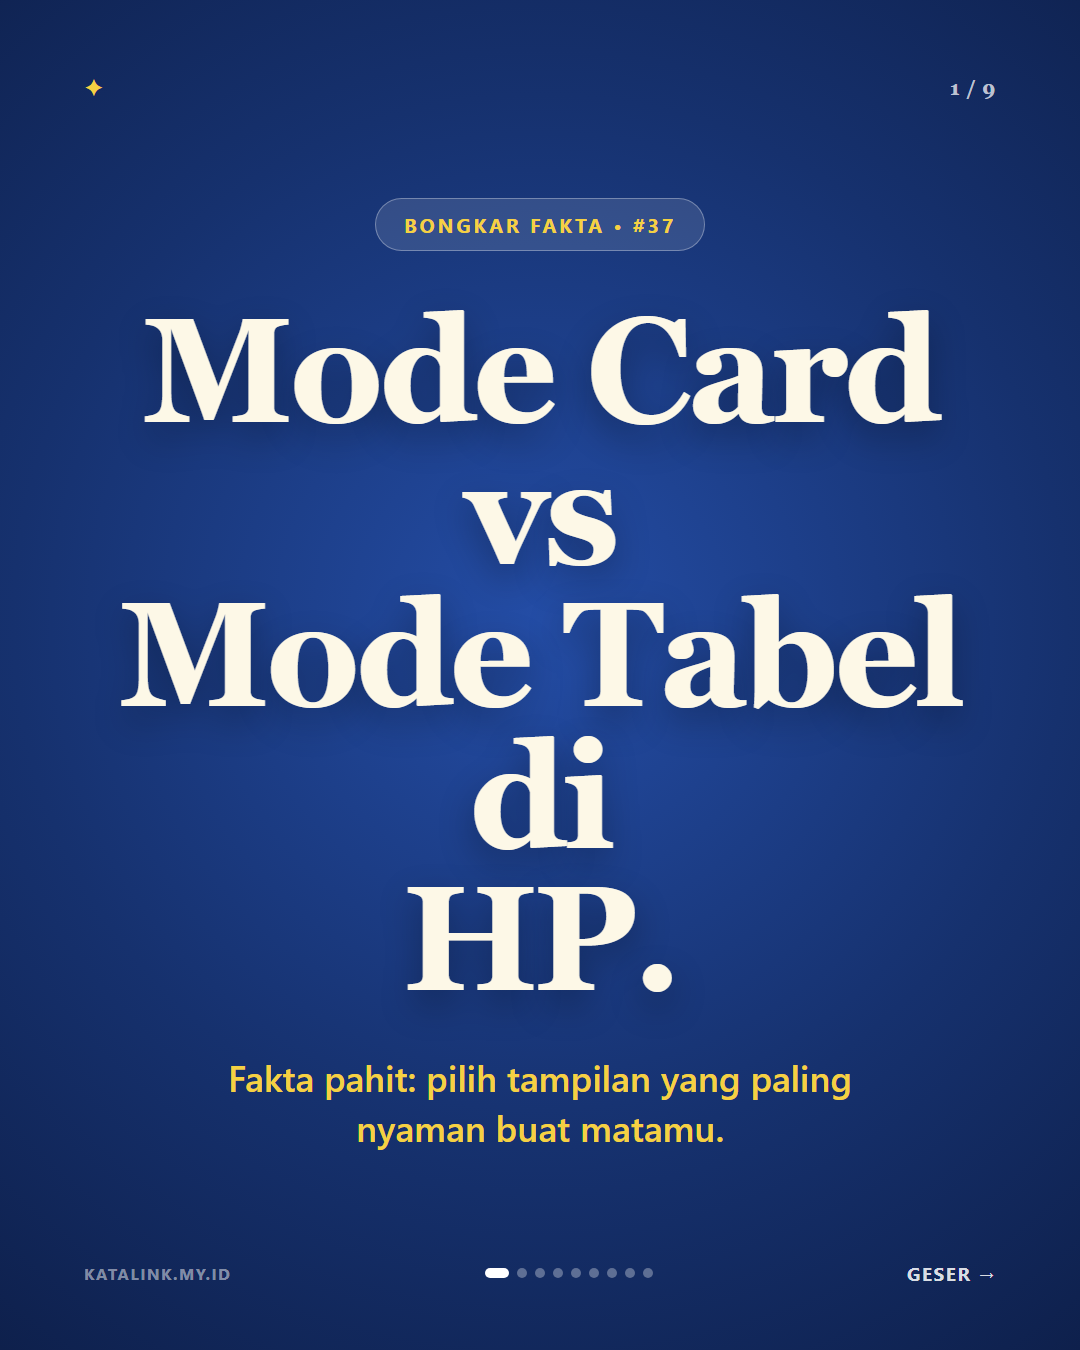 ✦
1 / 9
BONGKAR FAKTA • #37
Mode Card
vs
Mode Tabel
di
HP.
Fakta pahit: pilih tampilan yang paling
nyaman buat matamu.
KATALINK.MY.ID
GESER →